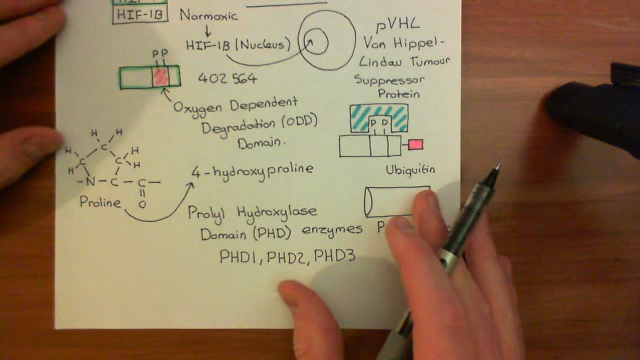 HIF-1B
Normoxic
HIF-1B (Nucleus)
P P
402 564
Oxygen Dependent
Degradation (ODD)
Domain.
pVHL
Von Hippel-
Lindau Tumour
Suppressor
Protein
P P
Ubiquitin
H H
H H
H H
H
N C C
O
Proline
4-hydroxyproline
Prolyl Hydroxylase
Domain (PHD) enzymes
PHD1, PHD2, PHD3
P